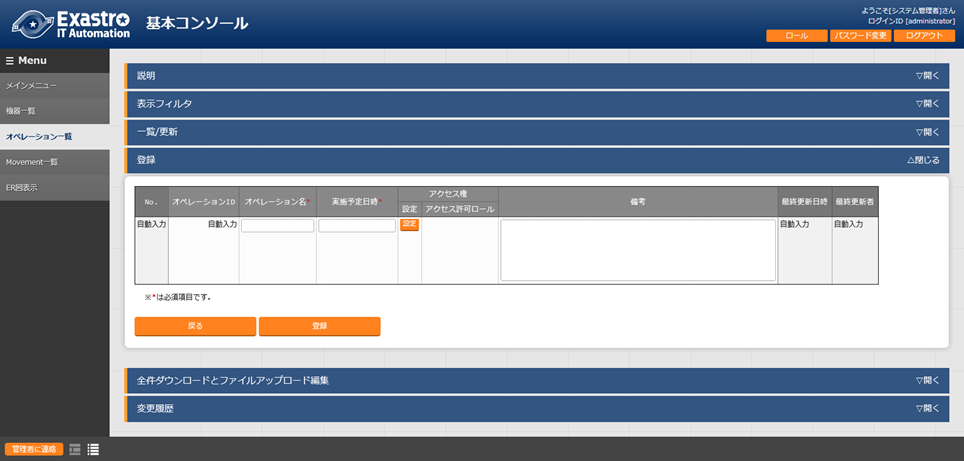 Exastro
IT Automation
基本コンソール
ようこそ[システム管理者]さん
ログインID [administrator]
ロール
パスワード変更
ログアウト
Menu
メインメニュー
機器一覧
オペレーション一覧
Movement一覧
ER図表示
説明
▽開く
表示フィルタ
▽開く
一覧/更新
▽開く
登録
△閉じる
No.
オペレーションID
オペレーション名*
実施予定日時*
アクセス権
設定
アクセス許可ロール
備考
最終更新日時
最終更新者
自動入力
自動入力
設定
自動入力
自動入力
※*は必須項目です。
戻る
登録
全件ダウンロードとファイルアップロード編集
▽開く
変更履歴
▽開く
管理者に連絡